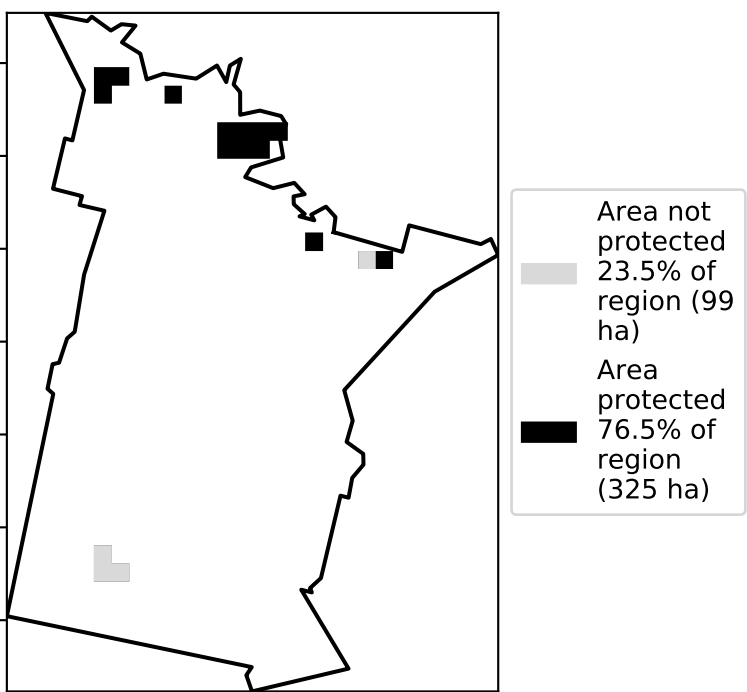 Area not
protected
23.5% of
region (99
ha)
Area
protected
76.5% of
region
(325 ha)